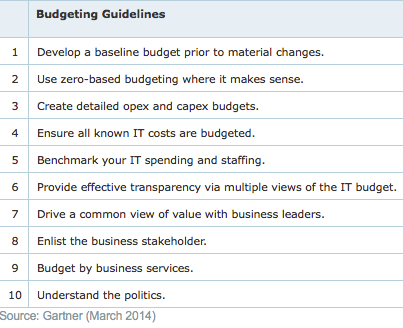 Budgeting Guidelines
1 Develop a baseline budget prior to material changes.
2 Use zero-based budgeting where it makes sense.
3 Create detailed opex and capex budgets.
4 Ensure all known IT costs are budgeted.
5 Benchmark your IT spending and staffing.
6 Provide effective transparency via multiple views of the IT budget.
7 Drive a common view of value with business leaders.
8 Enlist the business stakeholder.
9 Budget by business services.
10 Understand the politics.
Source: Gartner (March 2014)